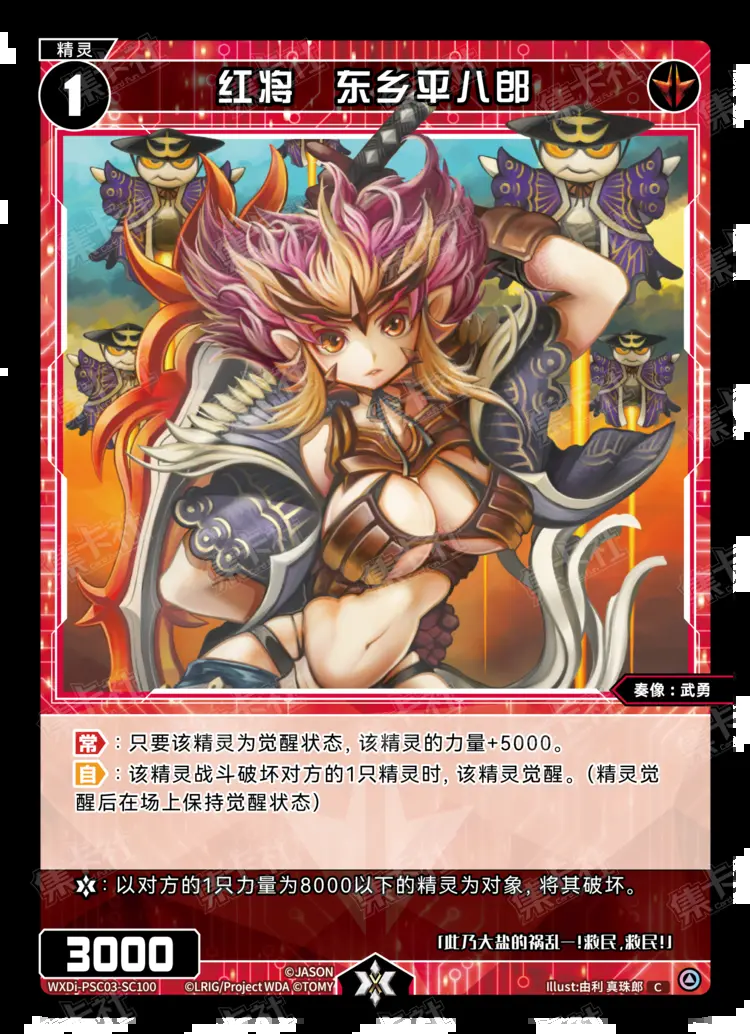 精灵
1
红将 东乡平八郎
奏像：武勇
常：只要该精灵为觉醒状态，该精灵的力量+5000。
自：该精灵战斗破坏对方的1只精灵时，该精灵觉醒。（精灵觉
醒后在场上保持觉醒状态）
：以对方的1只力量为8000以下的精灵为对象，将其破坏。
「此乃大盐的祸乱—!救民,救民!」
3000
©JASON
WXDi-PSC03-SC100 ©LRIG/Project WDA ©TOMY Illust:由利 真珠郎 C
集卡社